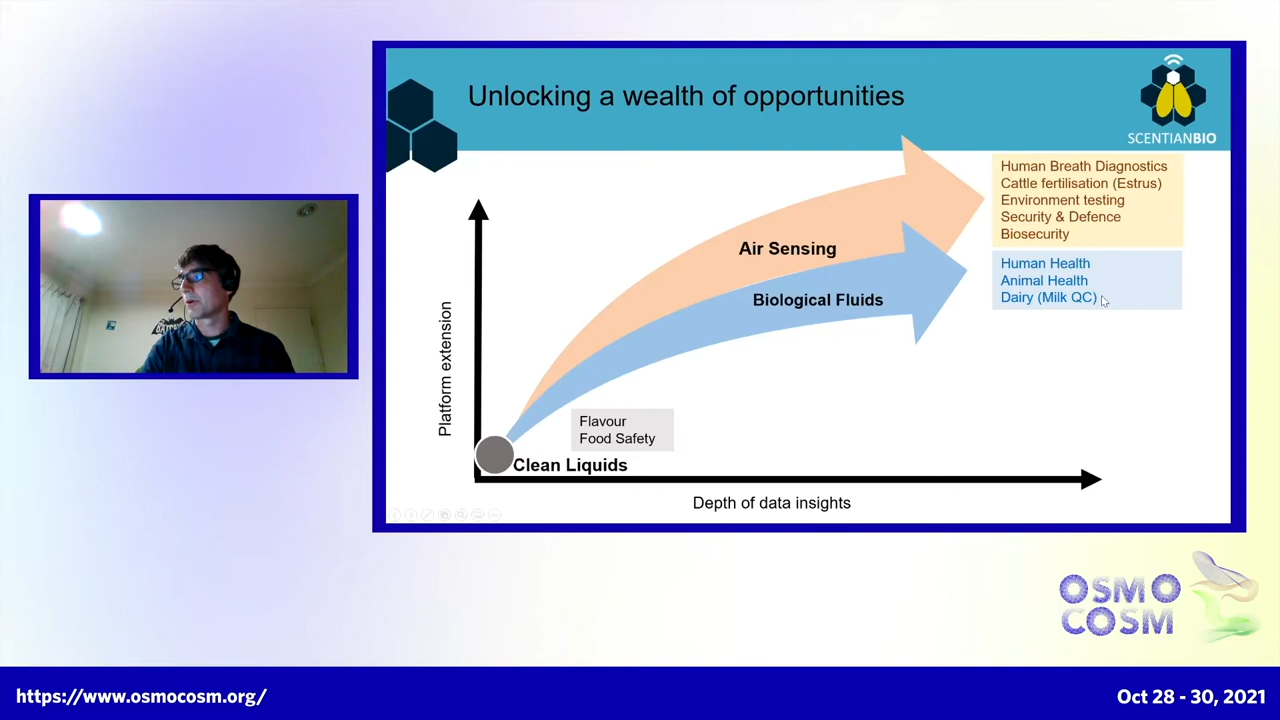 Unlocking a wealth of opportunities
SCENTIANBIO
Human Breath Diagnostics
Cattle fertilisation (Estrus)
Environment testing
Security & Defence
Biosecurity
Air Sensing
Human Health
Animal Health
Dairy (Milk QC)
Biological Fluids
Platform extension
Flavour
Food Safety
Clean Liquids
Depth of data insights
OSMO
COSM
https://www.osmocosm.org/
Oct 28 - 30, 2021